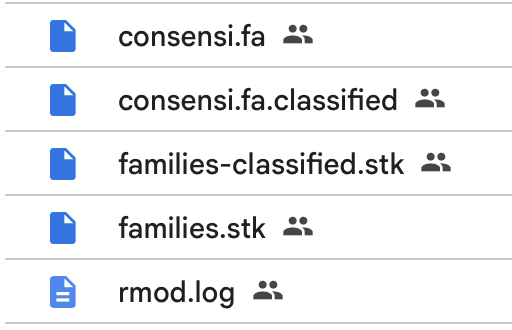 consensi.fa
consensi.fa.classified
families-classified.stk
families.stk
rmod.log